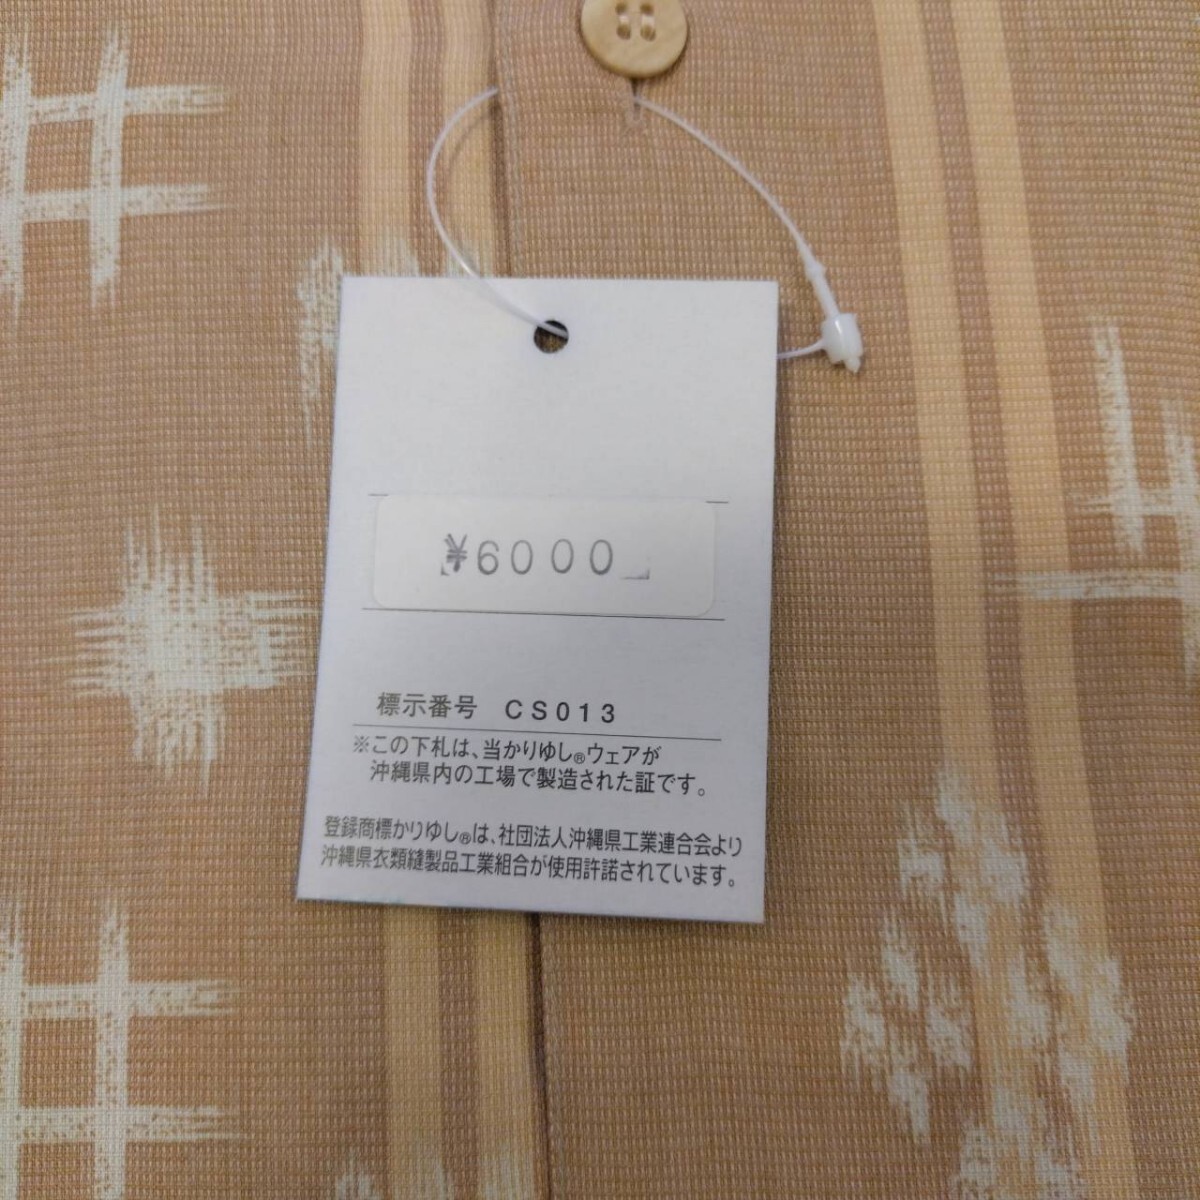 ¥6000
標示番号 CS013
※この下札は、当かりゆし®ウェアが
沖縄県内の工場で製造された証です。
登録商標かりゆし®は、社団法人沖縄県工業連合会より
沖縄県衣類縫製品工業組合が使用許諾されています。